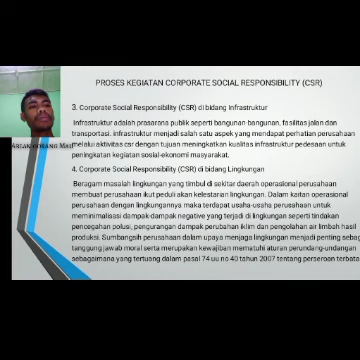 PROSES KEGIATAN CORPORATE SOCIAL RESPONSIBILITY (CSR)
3. Corporate Social Responsibility (CSR) di bidang Infrastruktur
Infrastruktur adalah prasarana publik seperti bangunan-bangunan, fasilitas jalan dan
transportasi. infrastruktur menjadi salah satu aspek yang mendapat perhatian perusahaan
melalui aktivitas csr dengan tujuan meningkatkan kualitas infrastruktur pedesaan untuk
peningkatan kegiatan sosial-ekonomi masyarakat.
4. Corporate Social Responsibility (CSR) di bidang Lingkungan
Beragam masalah lingkungan yang timbul di sekitar daerah operasional perusahaan
membuat perusahaan ikut peduli akan kelestarian lingkungan. Dalam kaitan operasional
perusahaan dengan lingkungannya maka terdapat usaha-usaha perusahaan untuk
meminimalisasi dampak-dampak negative yang terjadi di lingkungan seperti tindakan
pencegahan polusi, pengurangan dampak perubahan iklim dan pengolahan air limbah hasil
produksi. Sumbangsih perusahaan dalam upaya menjaga lingkungan menjadi penting sebag
tanggung jawab moral serta merupakan kewajiban mematuhi aturan perundang-undangan
sebagaimana yang tertuang dalam pasal 74 uu no 40 tahun 2007 tentang perseroan terbata